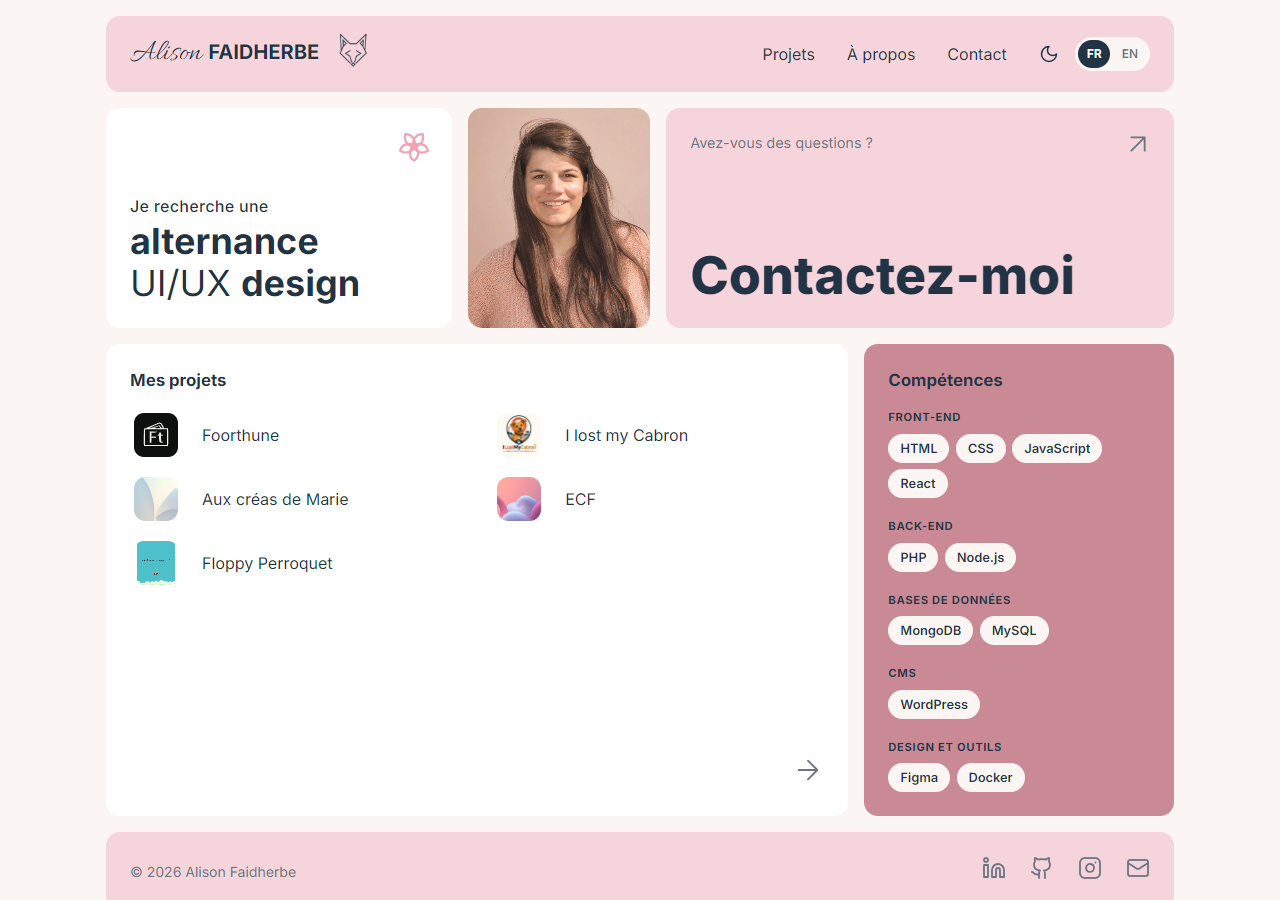 Alison FAIDHERBE
Projets
À propos
Contact
FR
EN
Je recherche une
alternance
UI/UX design
Avez-vous des questions ?
Contactez-moi
Mes projets
Ft
Foorthune
I lost my Cabron
Aux créas de Marie
ECF
Floppy Perroquet
Compétences
FRONT-END
HTML
CSS
JavaScript
React
BACK-END
PHP
Node.js
BASES DE DONNÉES
MongoDB
MySQL
CMS
WordPress
DESIGN ET OUTILS
Figma
Docker
© 2026 Alison Faidherbe